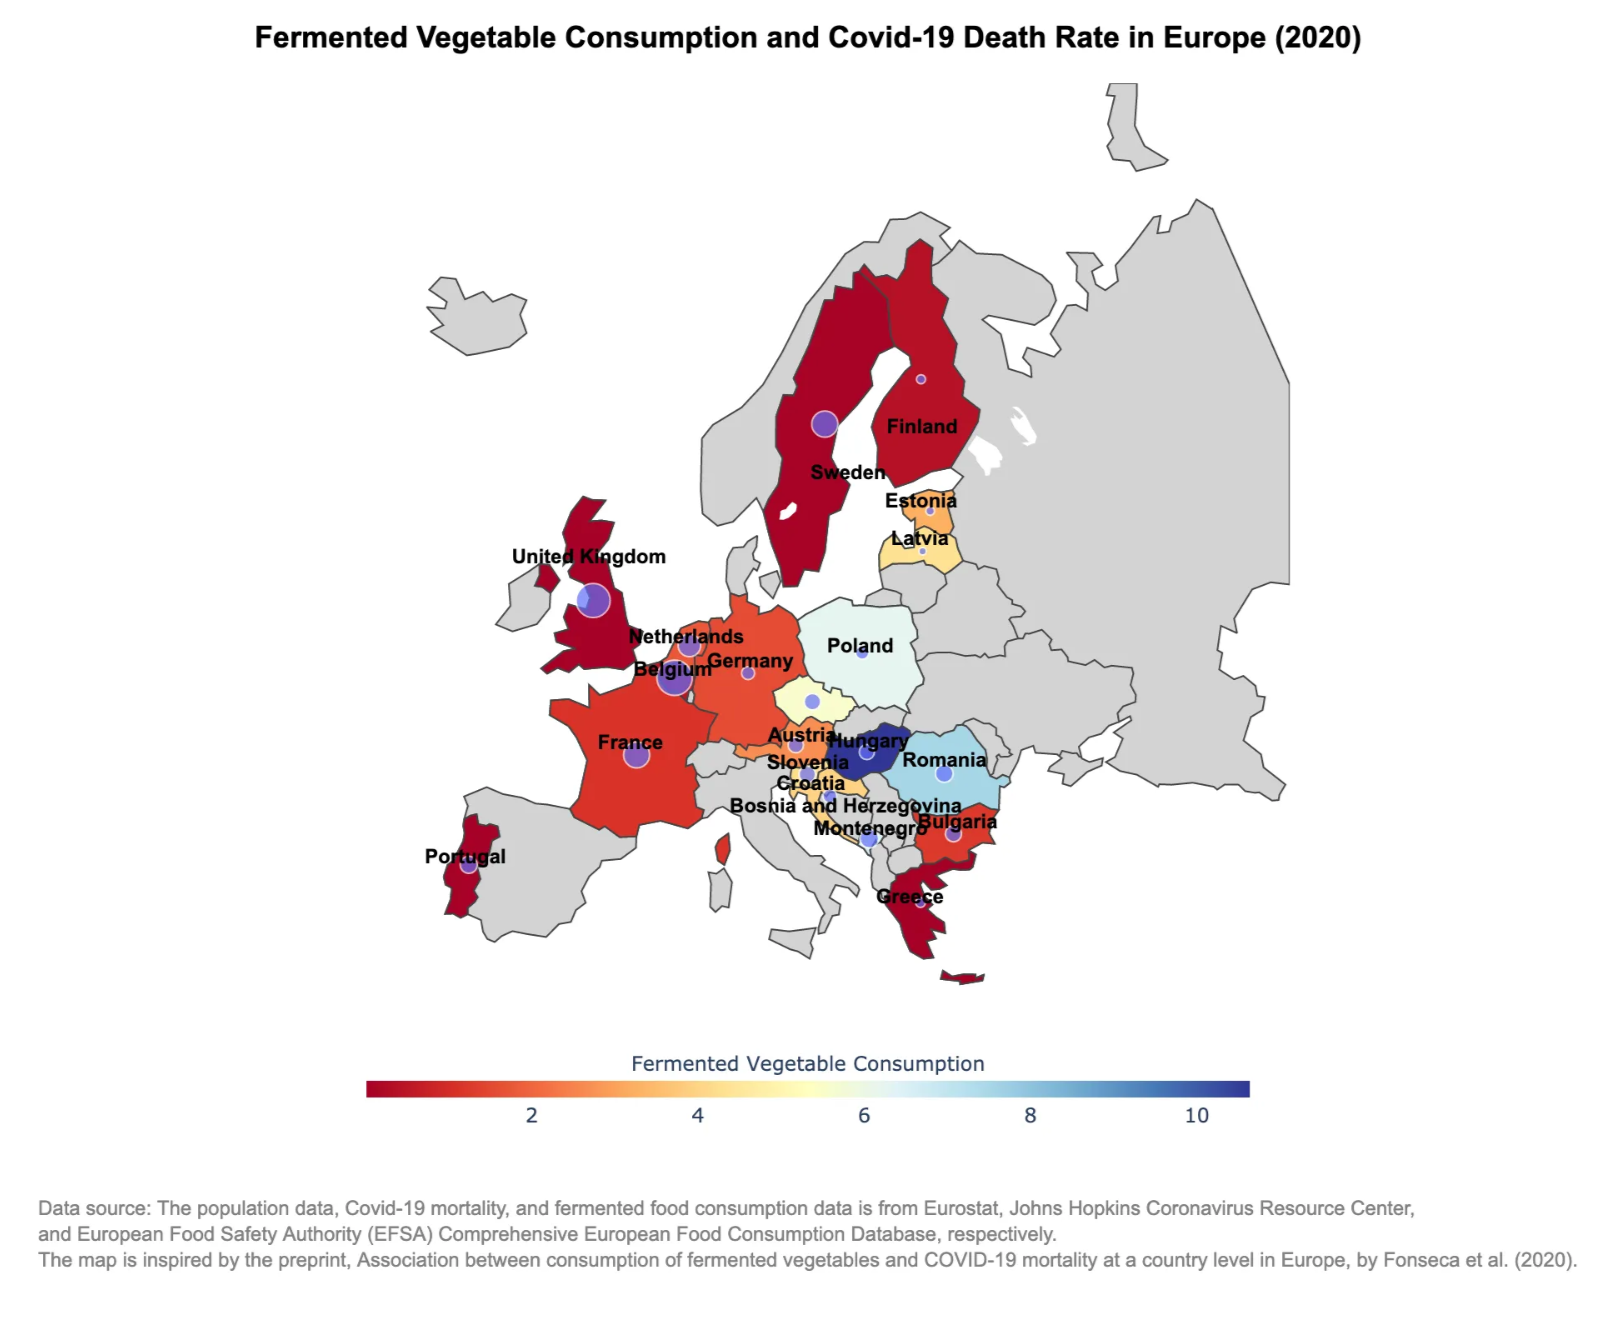 Fermented Vegetable Consumption and Covid-19 Death Rate in Europe (2020)
Finland
Sweden
Estonia
Latvia
United Kingdom
Netherlands
Poland
Germany
Belgium
Austria
Hungary
France
Romania
Slovenia
Croatia
Bosnia and Herzegovina
Bulgaria
Montenegro
Portugal
Greece
Fermented Vegetable Consumption
2 4 6 8 10
Data source: The population data, Covid-19 mortality, and fermented food consumption data is from Eurostat, Johns Hopkins Coronavirus Resource Center,
and European Food Safety Authority (EFSA) Comprehensive European Food Consumption Database, respectively.
The map is inspired by the preprint, Association between consumption of fermented vegetables and COVID-19 mortality at a country level in Europe, by Fonseca et al. (2020).